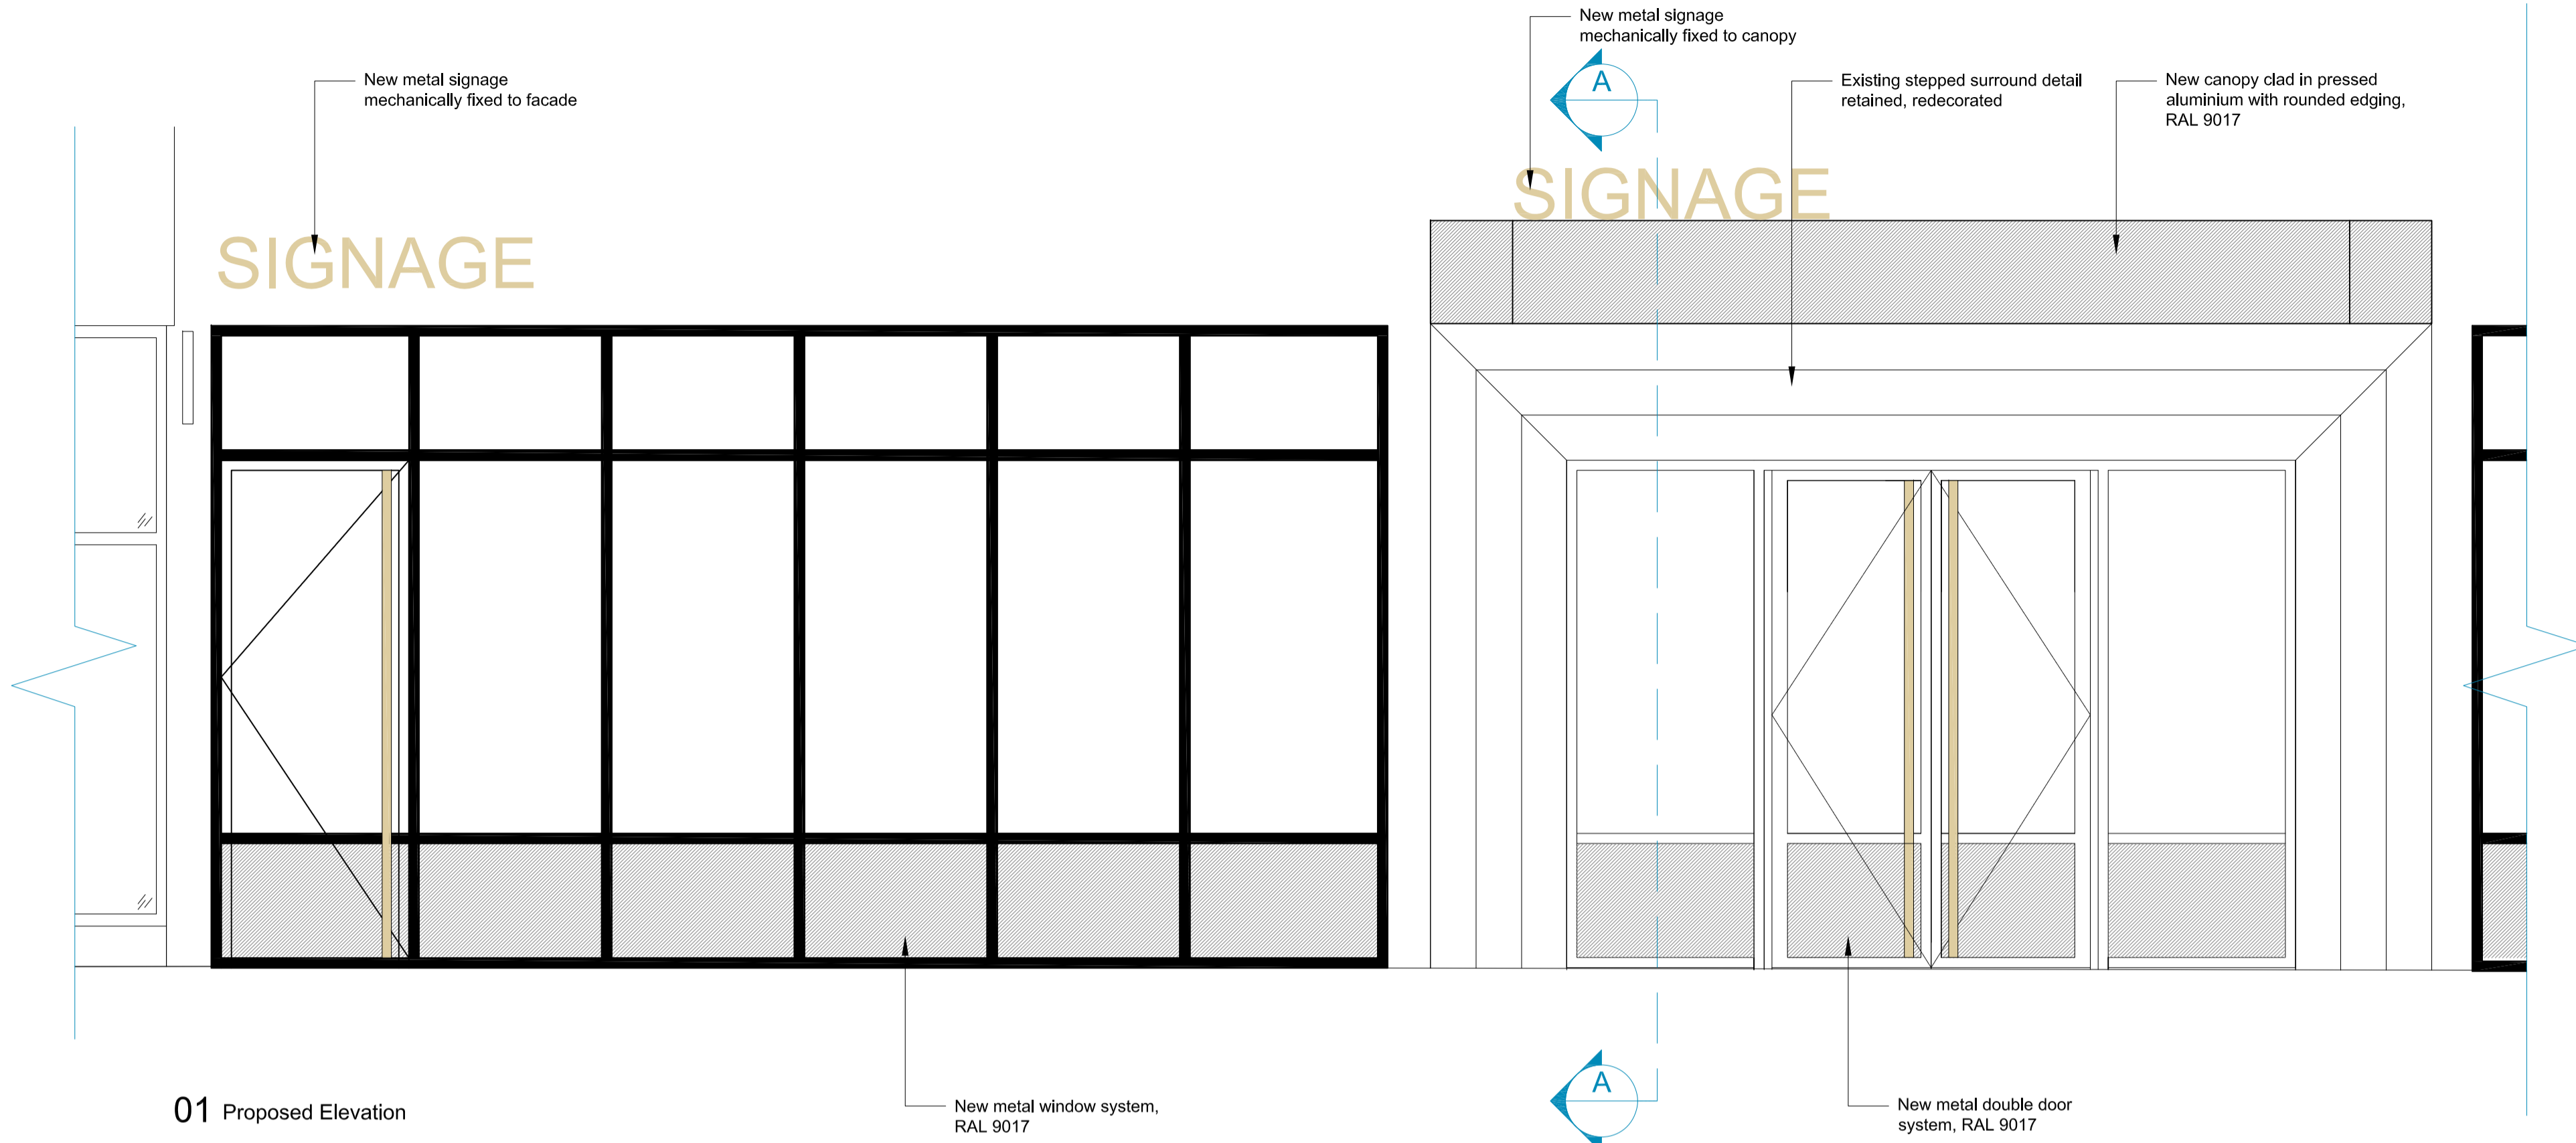 New metal signage
mechanically fixed to canopy
New metal signage
mechanically fixed to facade
A
Existing stepped surround detail
retained, redecorated
New canopy clad in pressed
aluminium with rounded edging,
RAL 9017
SIGNAGE
SIGNAGE
A
01 Proposed Elevation
New metal window system,
RAL 9017
New metal double door
system, RAL 9017